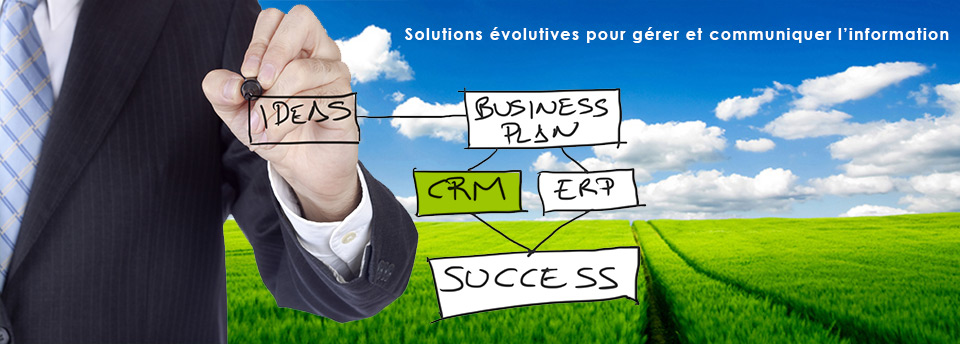 Solutions évolutives pour gérer et communiquer l'information
IDEAS
BUSINESS
PLAN
CRM
ERP
SUCCESS